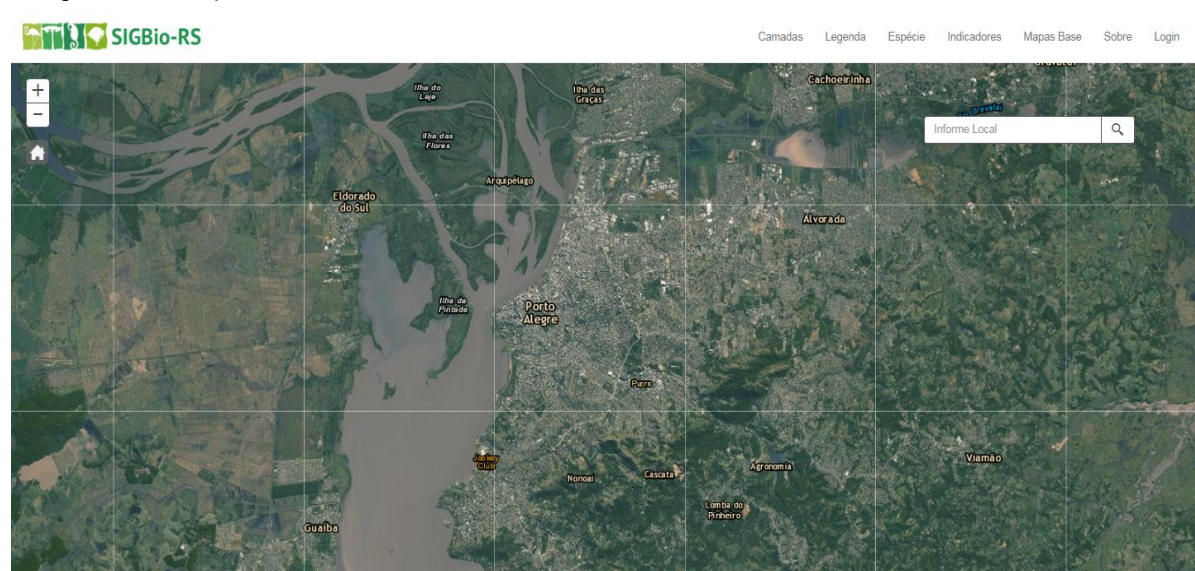 SIGBio-RS
Camadas Legenda Espécie Indicadores Mapas Base Sobre Login
+
−
Informe Local
Cachoeirinha
Ilha do
Laje
Ilha das
Graças
Ilha das
Flores
Arquipélago
Eldorado
do Sul
Alvorada
Ilha da
Pintada
Porto
Alegre
Pucrs
Jockey
Club
Nonoai
Cascata
Agronomia
Viamão
Lomba do
Pinheiro
Guaíba